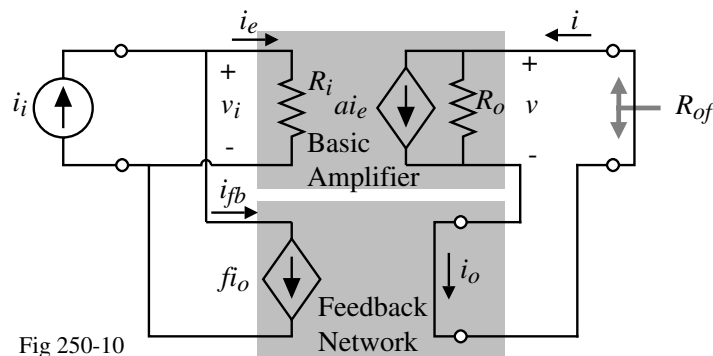 i_e
i
+
+
i_i
v_i
R_i
ai_e
R_o
v
R_of
-
Basic
Amplifier
-
i_fb
fi_o
i_o
Feedback
Network
Fig 250-10